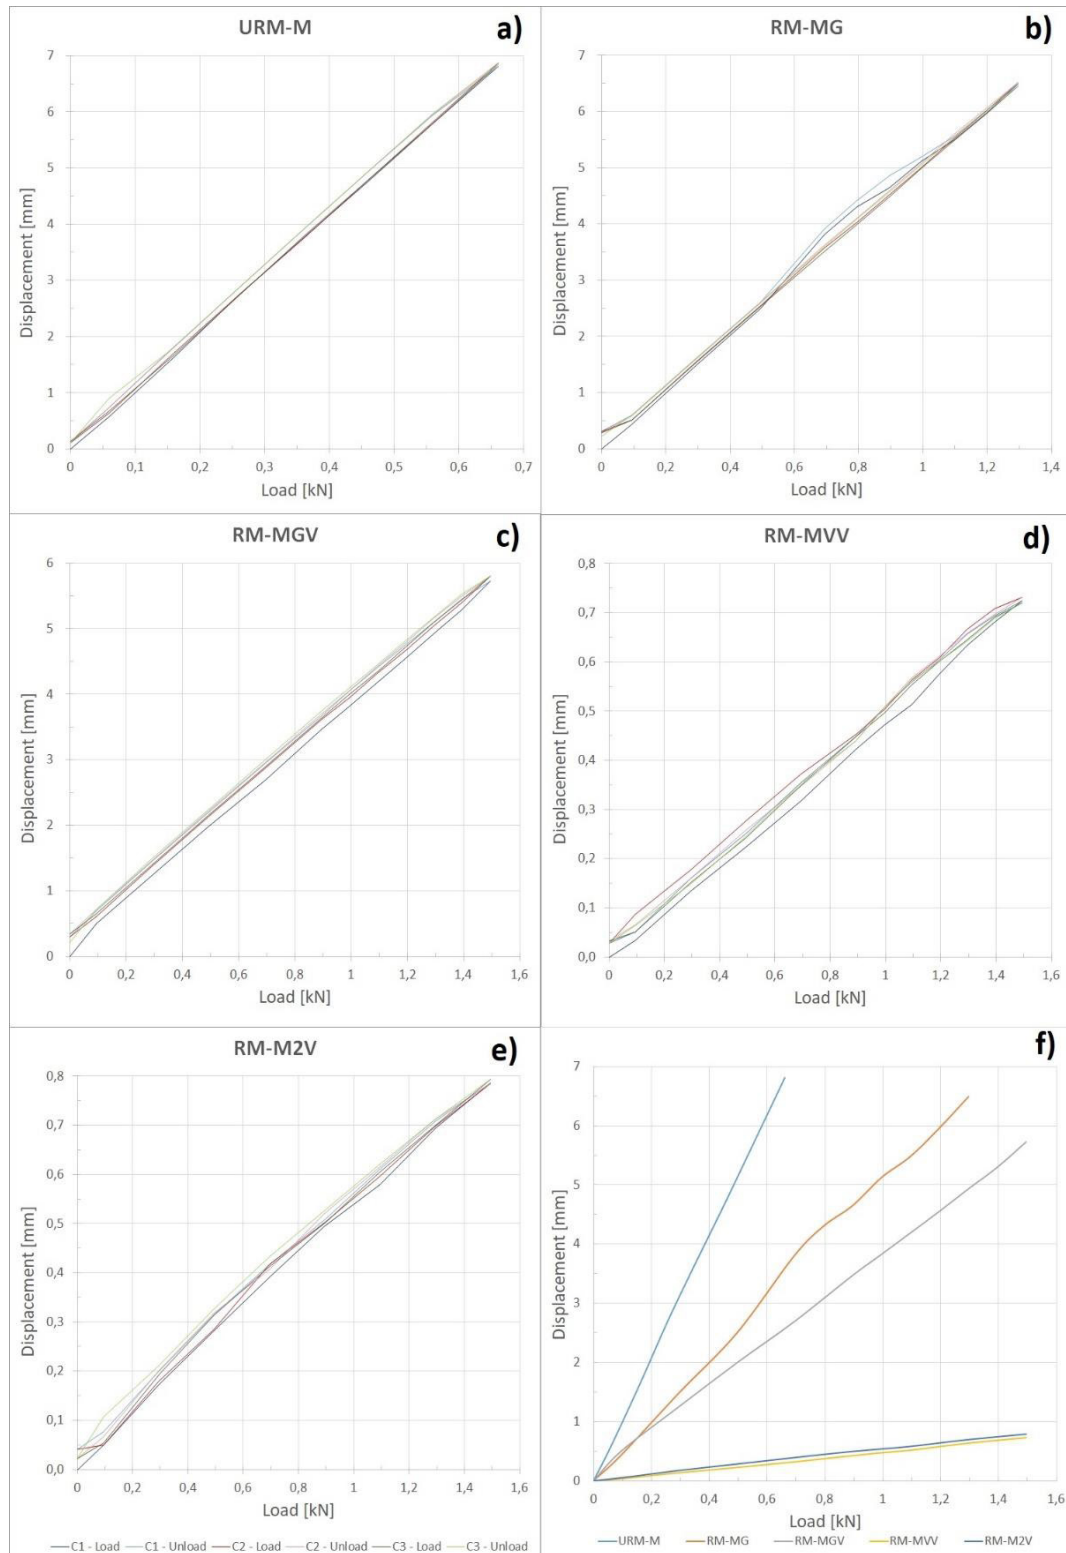 URM-M
a)
7
6
5
4
3
2
1
0
Displacement [mm]
0 0,1 0,2 0,3 0,4 0,5 0,6 0,7
Load [kN]
RM-MG
b)
7
6
5
4
3
2
1
0
Displacement [mm]
0 0,2 0,4 0,6 0,8 1 1,2 1,4
Load [kN]
RM-MGV
c)
6
5
4
3
2
1
0
Displacement [mm]
0 0,2 0,4 0,6 0,8 1 1,2 1,4 1,6
Load [kN]
RM-MVV
d)
0,8
0,7
0,6
0,5
0,4
0,3
0,2
0,1
0,0
Displacement [mm]
0 0,2 0,4 0,6 0,8 1 1,2 1,4 1,6
Load [kN]
RM-M2V
e)
0,8
0,7
0,6
0,5
0,4
0,3
0,2
0,1
0,0
Displacement [mm]
0 0,2 0,4 0,6 0,8 1 1,2 1,4 1,6
Load [kN]
C1 - Load C1 - Unload C2 - Load C2 - Unload C3 - Load C3 - Unload
f)
7
6
5
4
3
2
1
0
Displacement [mm]
0 0,2 0,4 0,6 0,8 1 1,2 1,4 1,6
Load [kN]
URM-M RM-MG RM-MGV RM-MVV RM-M2V